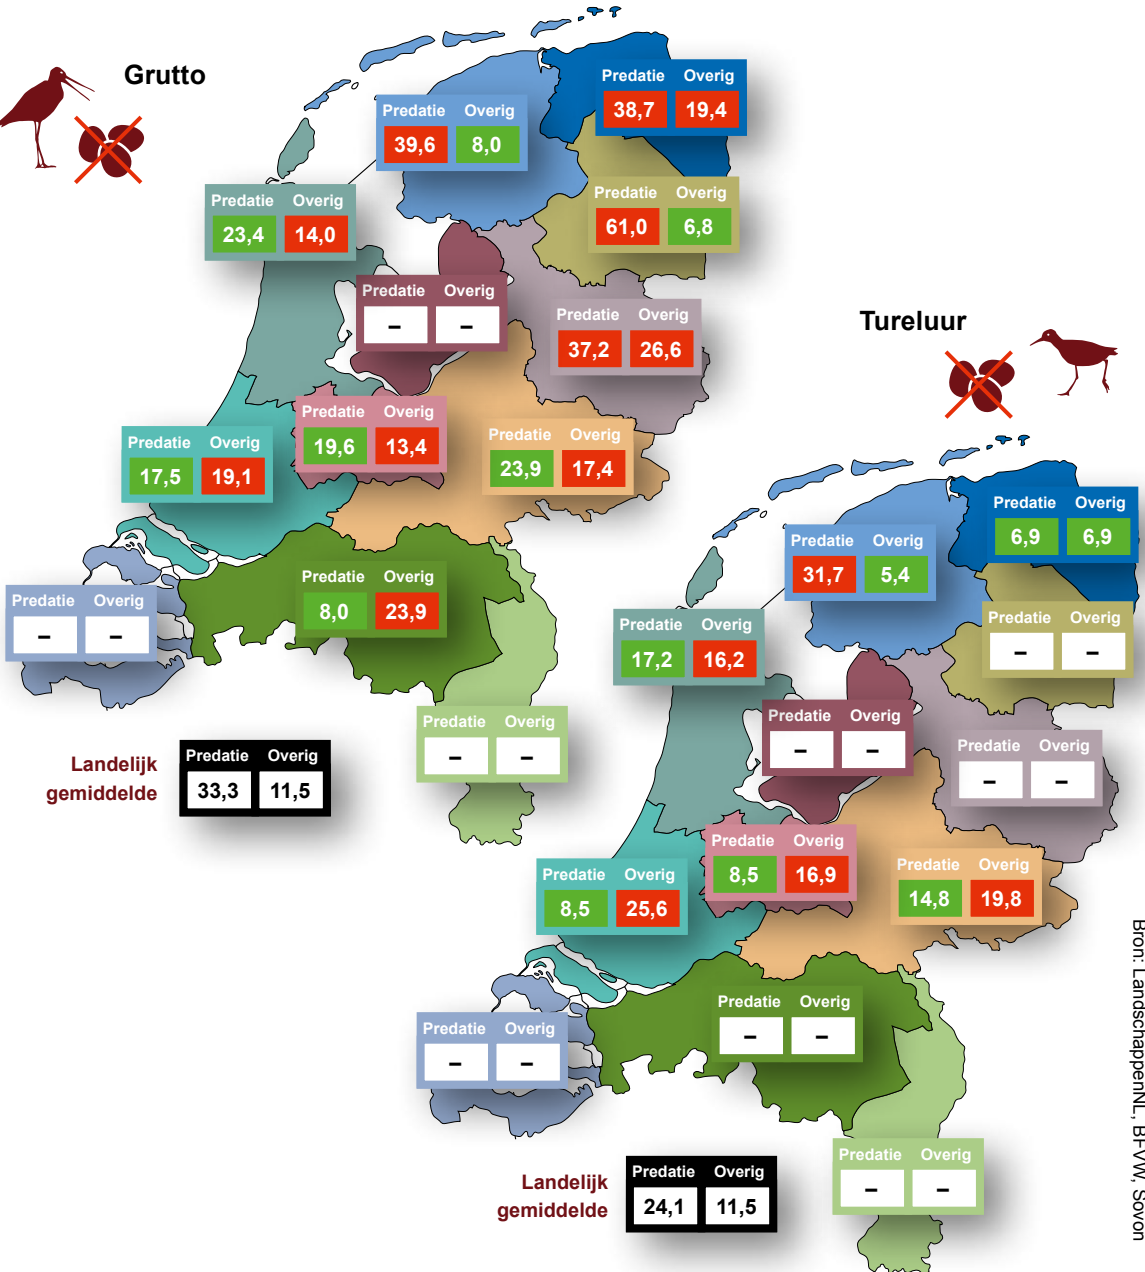 Grutto
Predatie Overig
38,7 19,4
Predatie Overig
39,6 8,0
Predatie Overig
61,0 6,8
Predatie Overig
23,4 14,0
Predatie Overig
– –
Predatie Overig
37,2 26,6
Predatie Overig
19,6 13,4
Predatie Overig
23,9 17,4
Predatie Overig
17,5 19,1
Predatie Overig
8,0 23,9
Predatie Overig
– –
Predatie Overig
– –
Landelijk
gemiddelde
Predatie Overig
33,3 11,5
Tureluur
Predatie Overig
6,9 6,9
Predatie Overig
31,7 5,4
Predatie Overig
– –
Predatie Overig
17,2 16,2
Predatie Overig
– –
Predatie Overig
– –
Predatie Overig
8,5 16,9
Predatie Overig
14,8 19,8
Predatie Overig
8,5 25,6
Predatie Overig
– –
Predatie Overig
– –
Predatie Overig
– –
Landelijk
gemiddelde
Predatie Overig
24,1 11,5
Bron: LandschappenNL, BFVW, Sovon